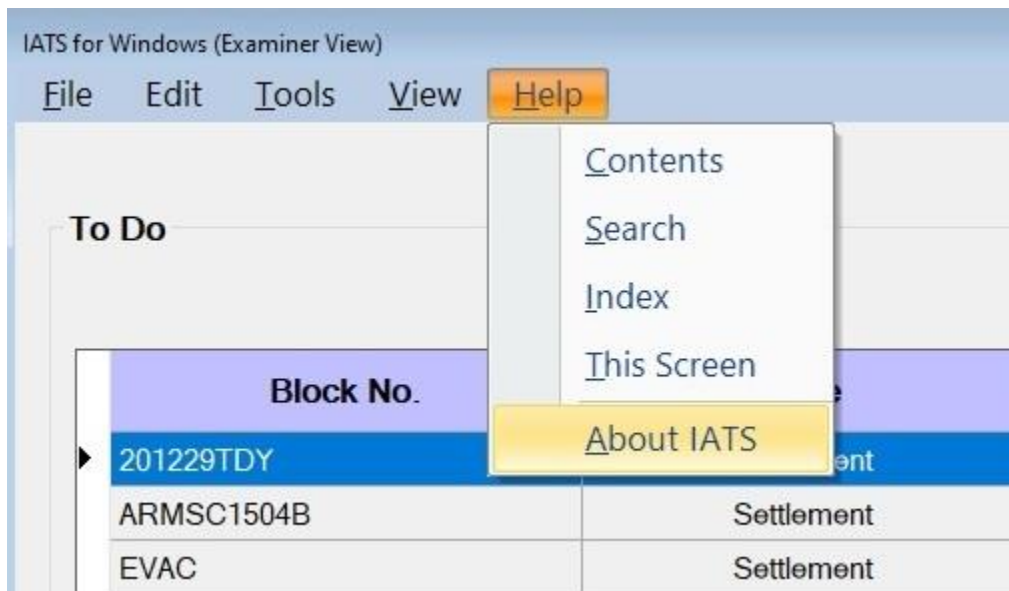 IATS for Windows (Examiner View)
File Edit Tools View Help
Contents
To Do
Search
Index
This Screen
Block No.
About IATS
201229TDY
ARMSC1504B Settlement
EVAC Settlement